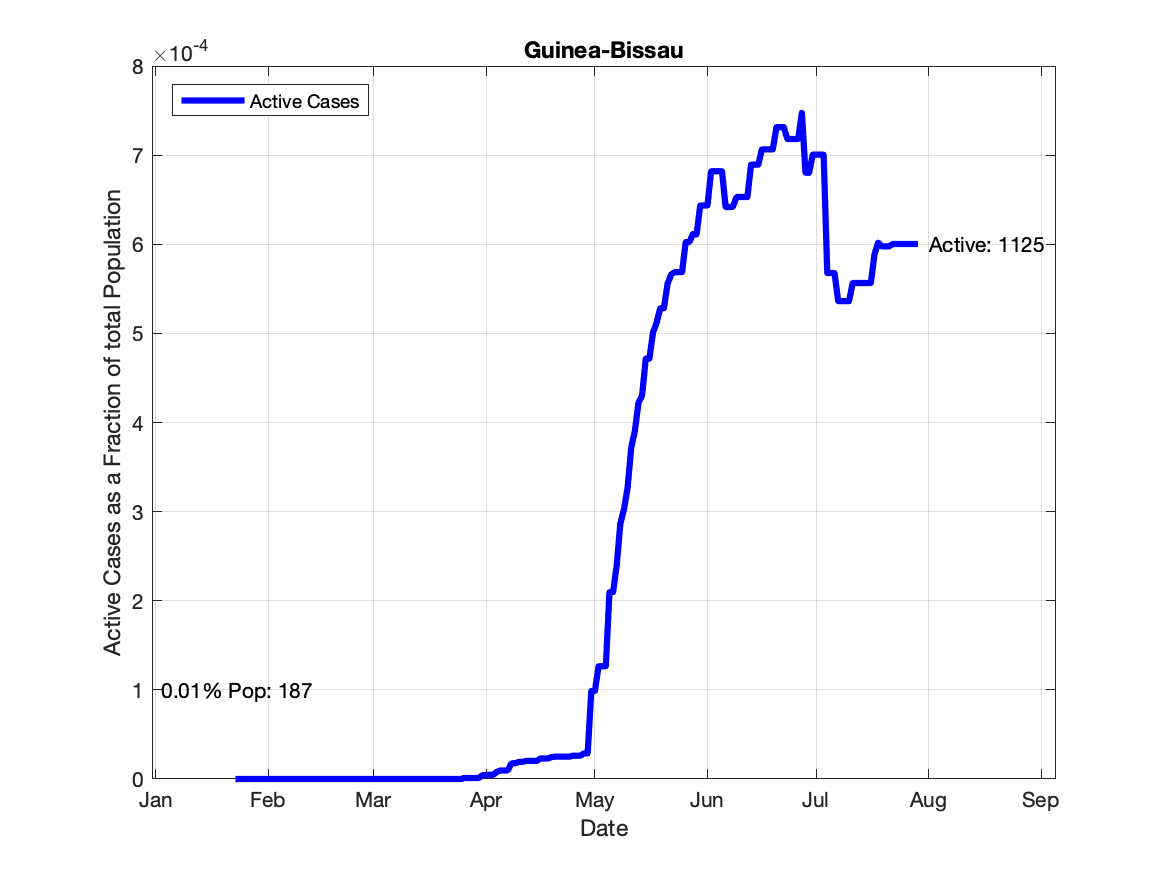 Guinea-Bissau
×10-4
Active Cases
8
7
6
5
4
3
2
1
0
Active Cases as a Fraction of total Population
Active: 1125
0.01% Pop: 187
Jan Feb Mar Apr May Jun Jul Aug Sep
Date